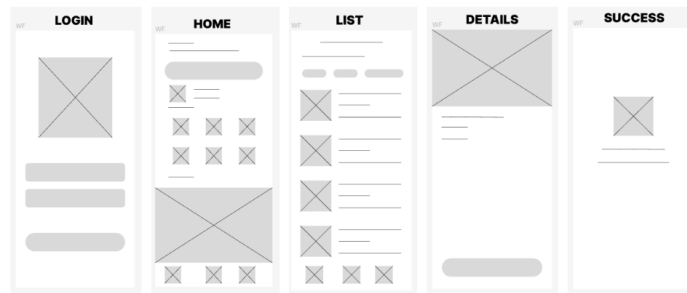 LOGIN
HOME
LIST
DETAILS
SUCCESS
WF
WF
WF
WF
WF